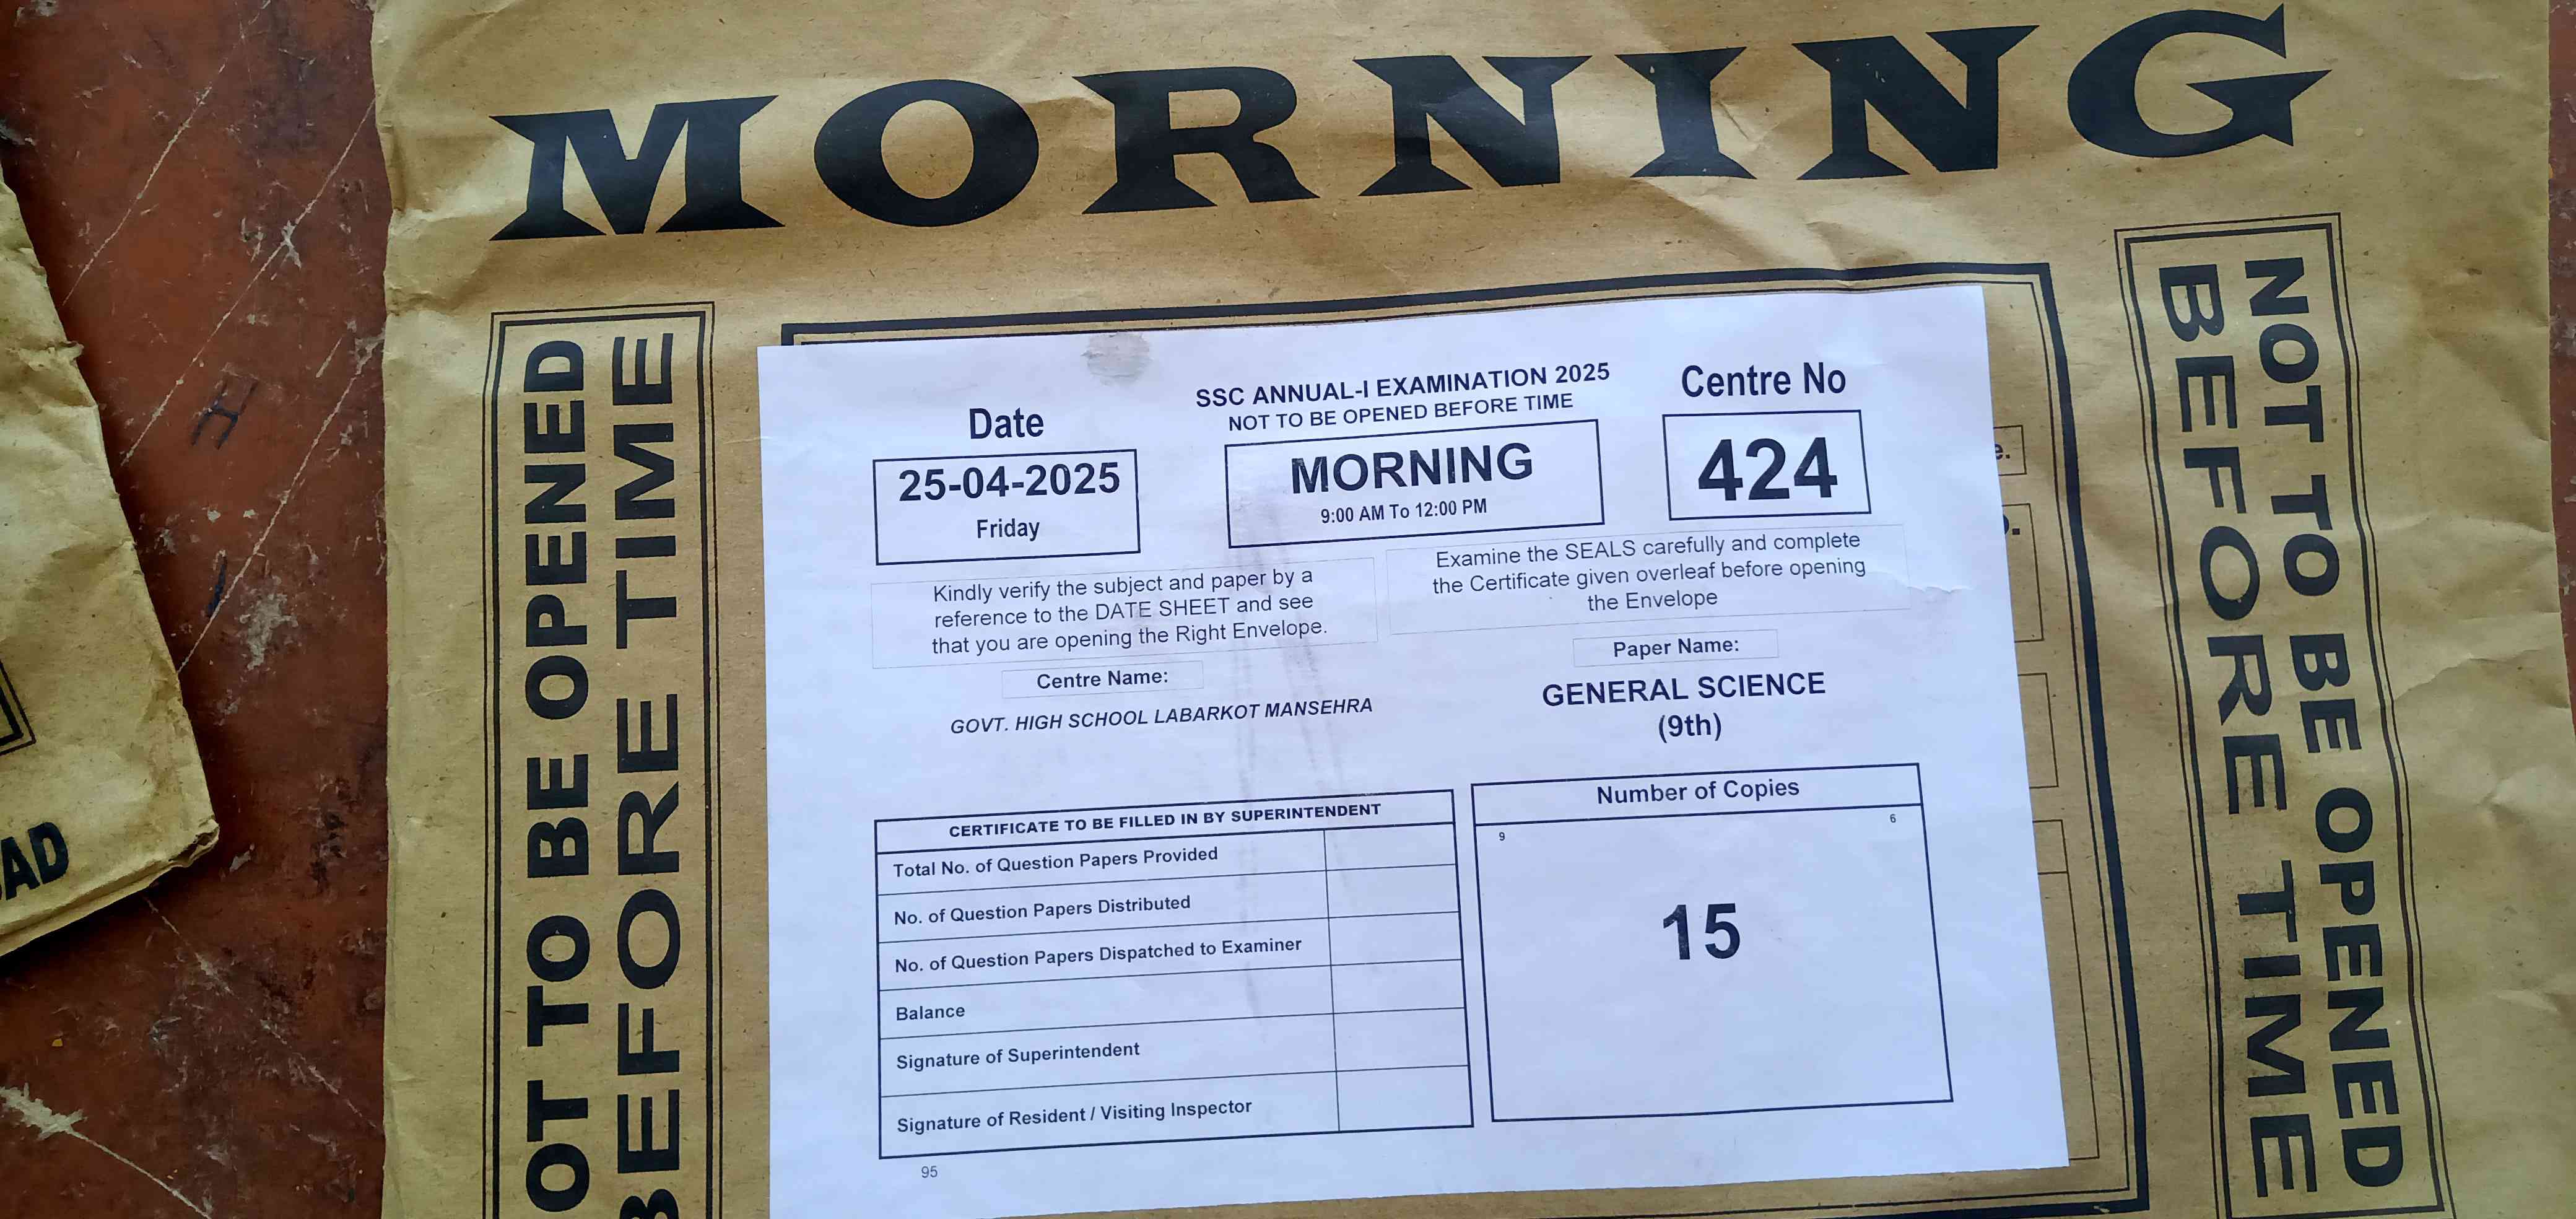 MORNING
NOT TO BE OPENED
BEFORE TIME
OT TO BE OPENED
BEFORE TIME
SSC ANNUAL-I EXAMINATION 2025
NOT TO BE OPENED BEFORE TIME
Date
25-04-2025
Friday
MORNING
9:00 AM To 12:00 PM
Centre No
424
Kindly verify the subject and paper by a
reference to the DATE SHEET and see
that you are opening the Right Envelope.
Examine the SEALS carefully and complete
the Certificate given overleaf before opening
the Envelope
Centre Name:
GOVT. HIGH SCHOOL LABARKOT MANSEHRA
Paper Name:
GENERAL SCIENCE
(9th)
CERTIFICATE TO BE FILLED IN BY SUPERINTENDENT
Total No. of Question Papers Provided
No. of Question Papers Distributed
No. of Question Papers Dispatched to Examiner
Balance
Signature of Superintendent
Signature of Resident / Visiting Inspector
Number of Copies
9
6
15
95
AD